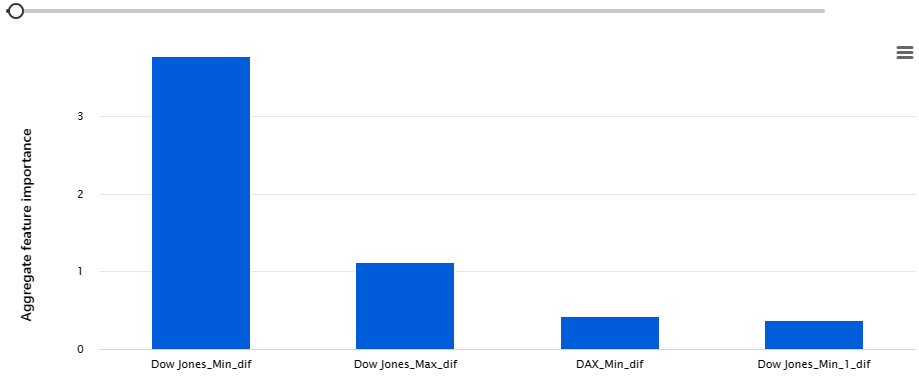 Aggregate feature importance
3
2
1
0
Dow Jones_Min_dif
Dow Jones_Max_dif
DAX_Min_dif
Dow Jones_Min_1_dif